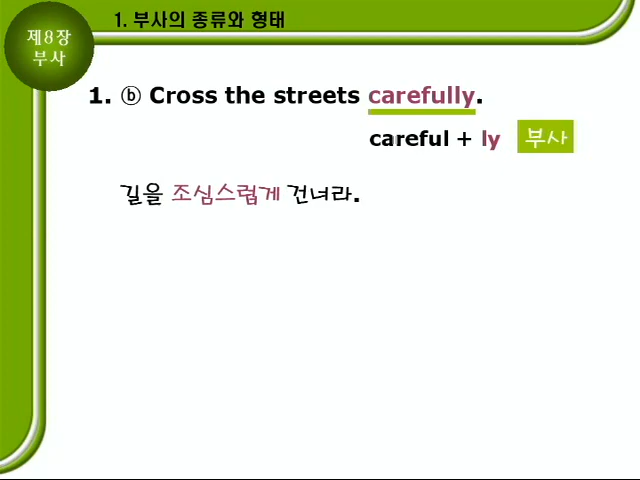 제8장
부사
1. 부사의 종류와 형태
1. ⓑ Cross the streets carefully.
careful + ly 부사
길을 조심스럽게 건너라.